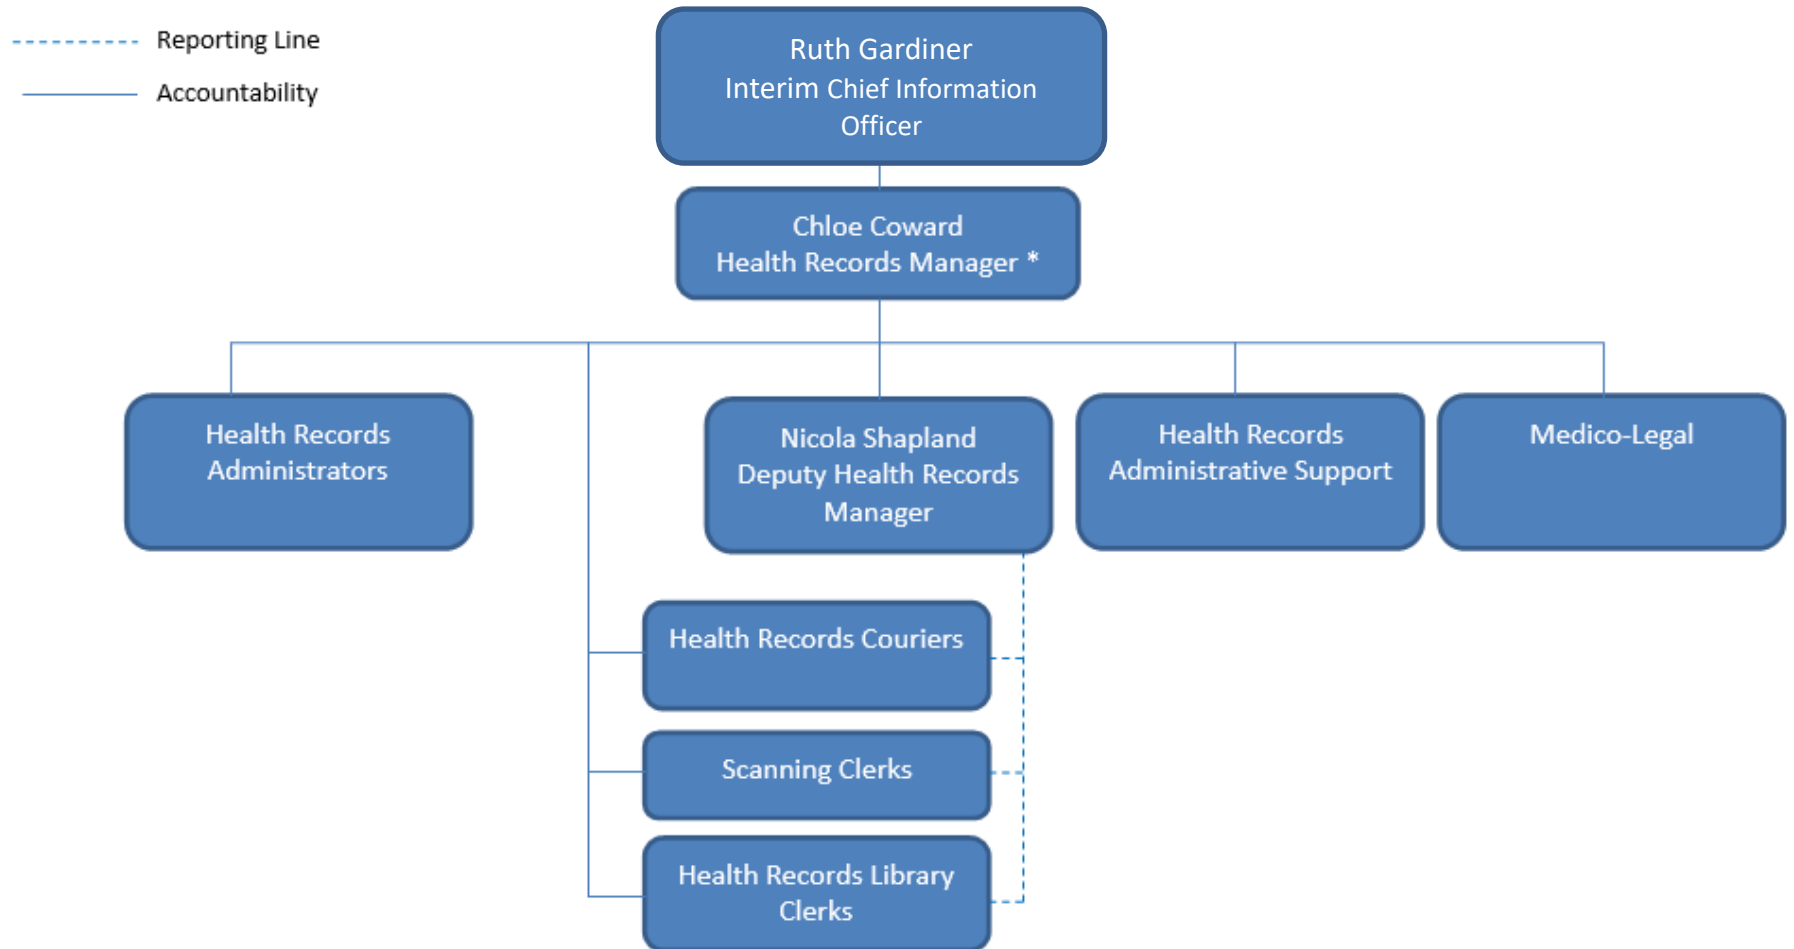 Reporting Line
Accountability
Ruth Gardiner
Interim Chief Information
Officer
Chloe Coward
Health Records Manager *
Health Records
Administrators
Nicola Shapland
Deputy Health Records
Manager
Health Records
Administrative Support
Medico-Legal
Health Records Couriers
Scanning Clerks
Health Records Library
Clerks